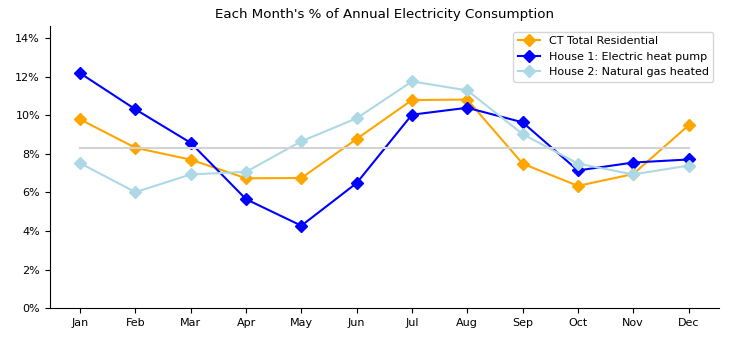 Each Month's % of Annual Electricity Consumption
14%
12%
10%
8%
6%
4%
2%
0%
CT Total Residential
House 1: Electric heat pump
House 2: Natural gas heated
Jan Feb Mar Apr May Jun Jul Aug Sep Oct Nov Dec